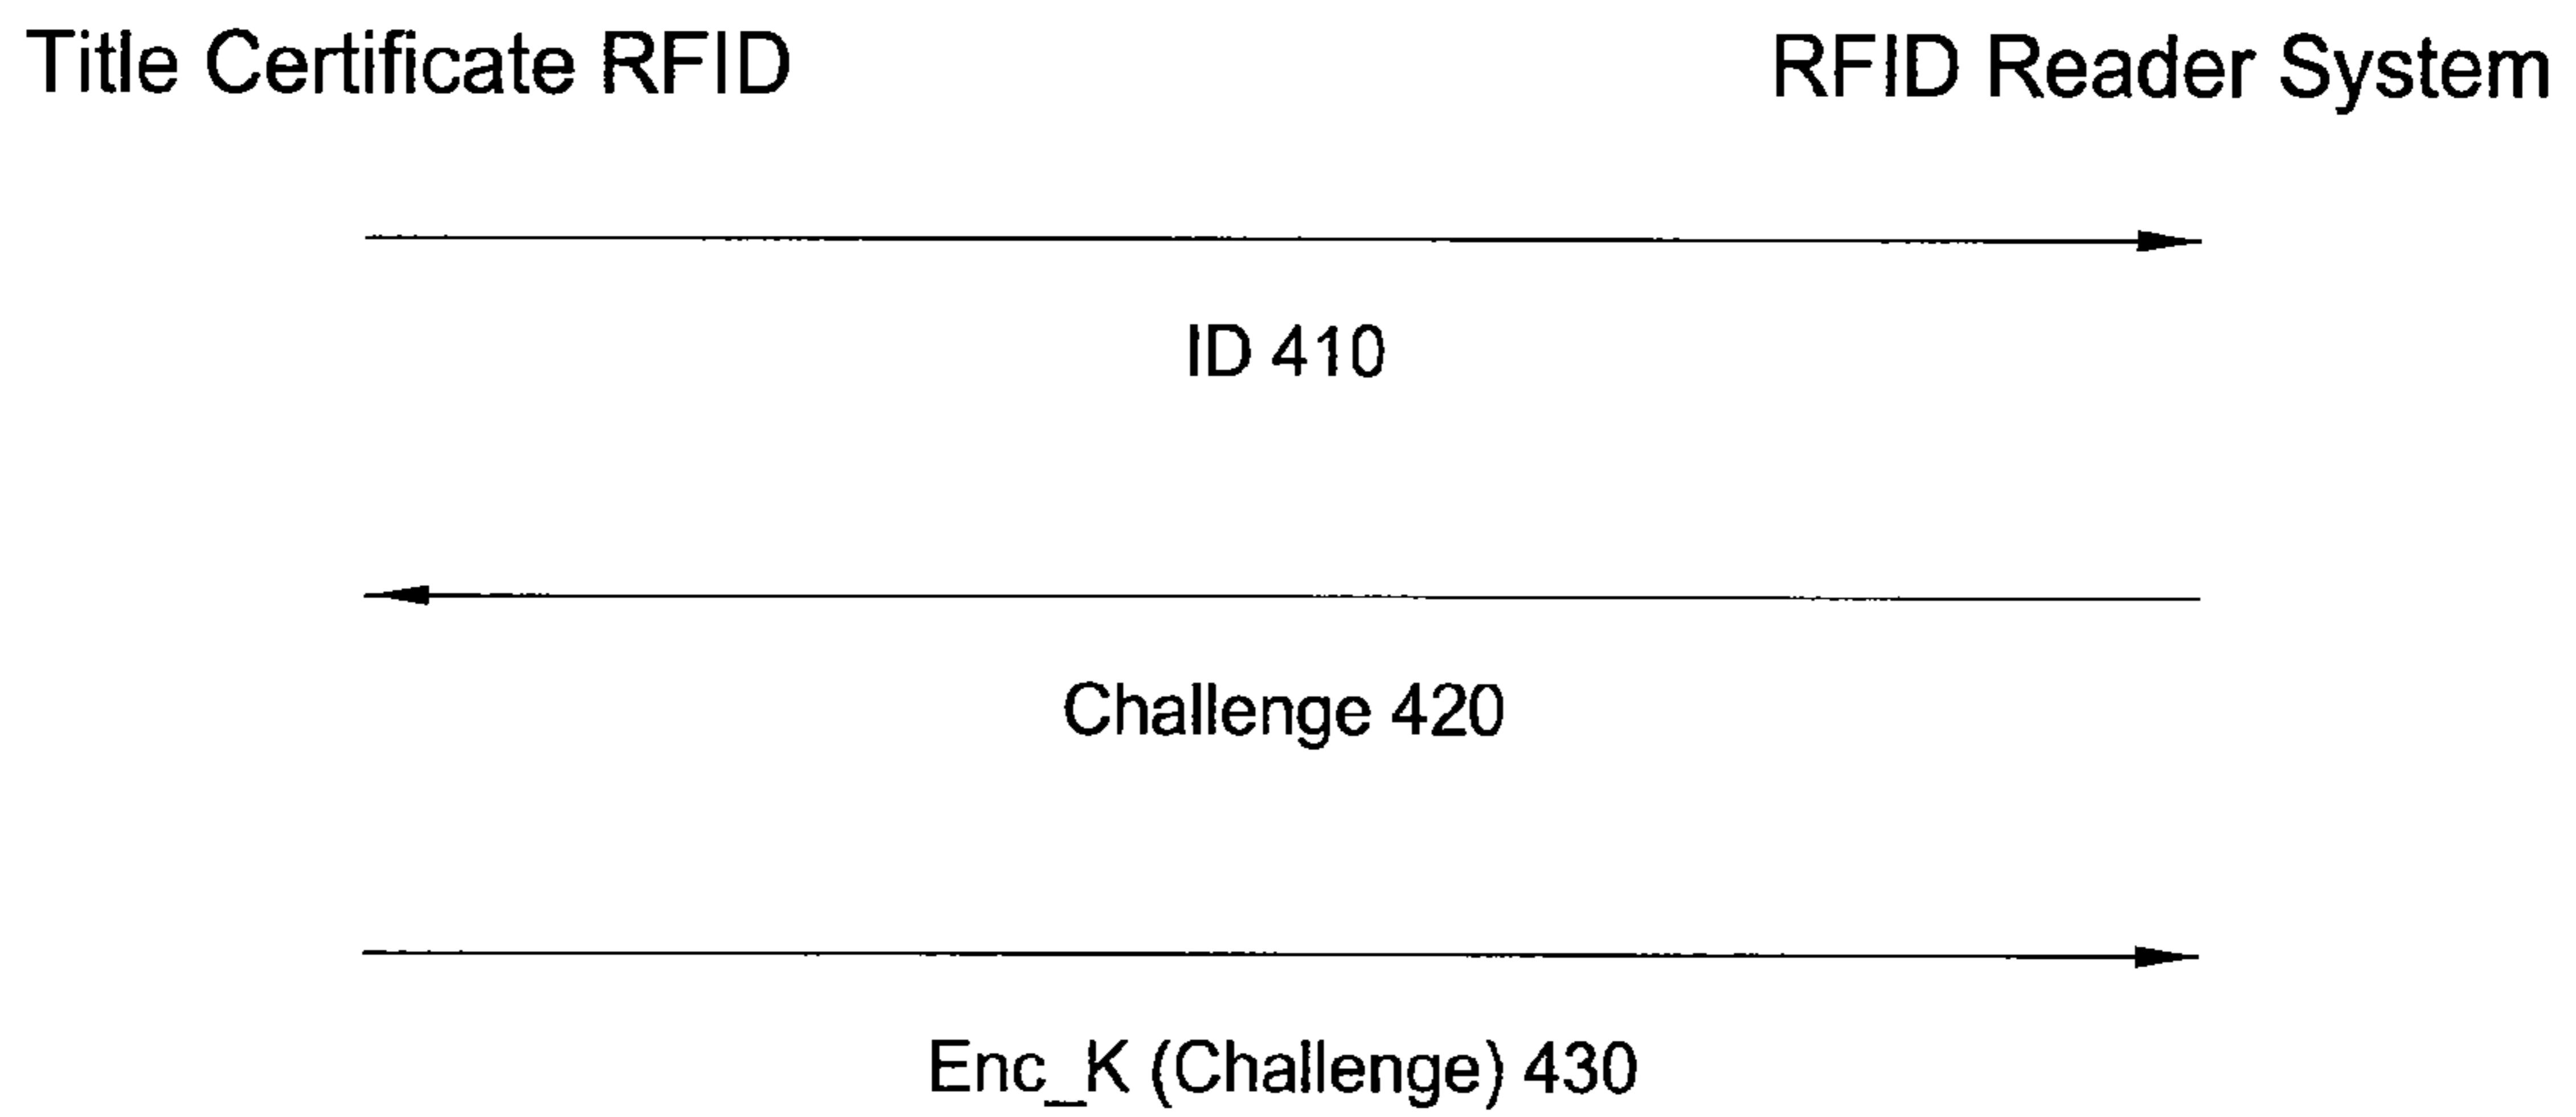 Title Certificate RFID
RFID Reader System
ID 410
Challenge 420
Enc_K (Challenge) 430